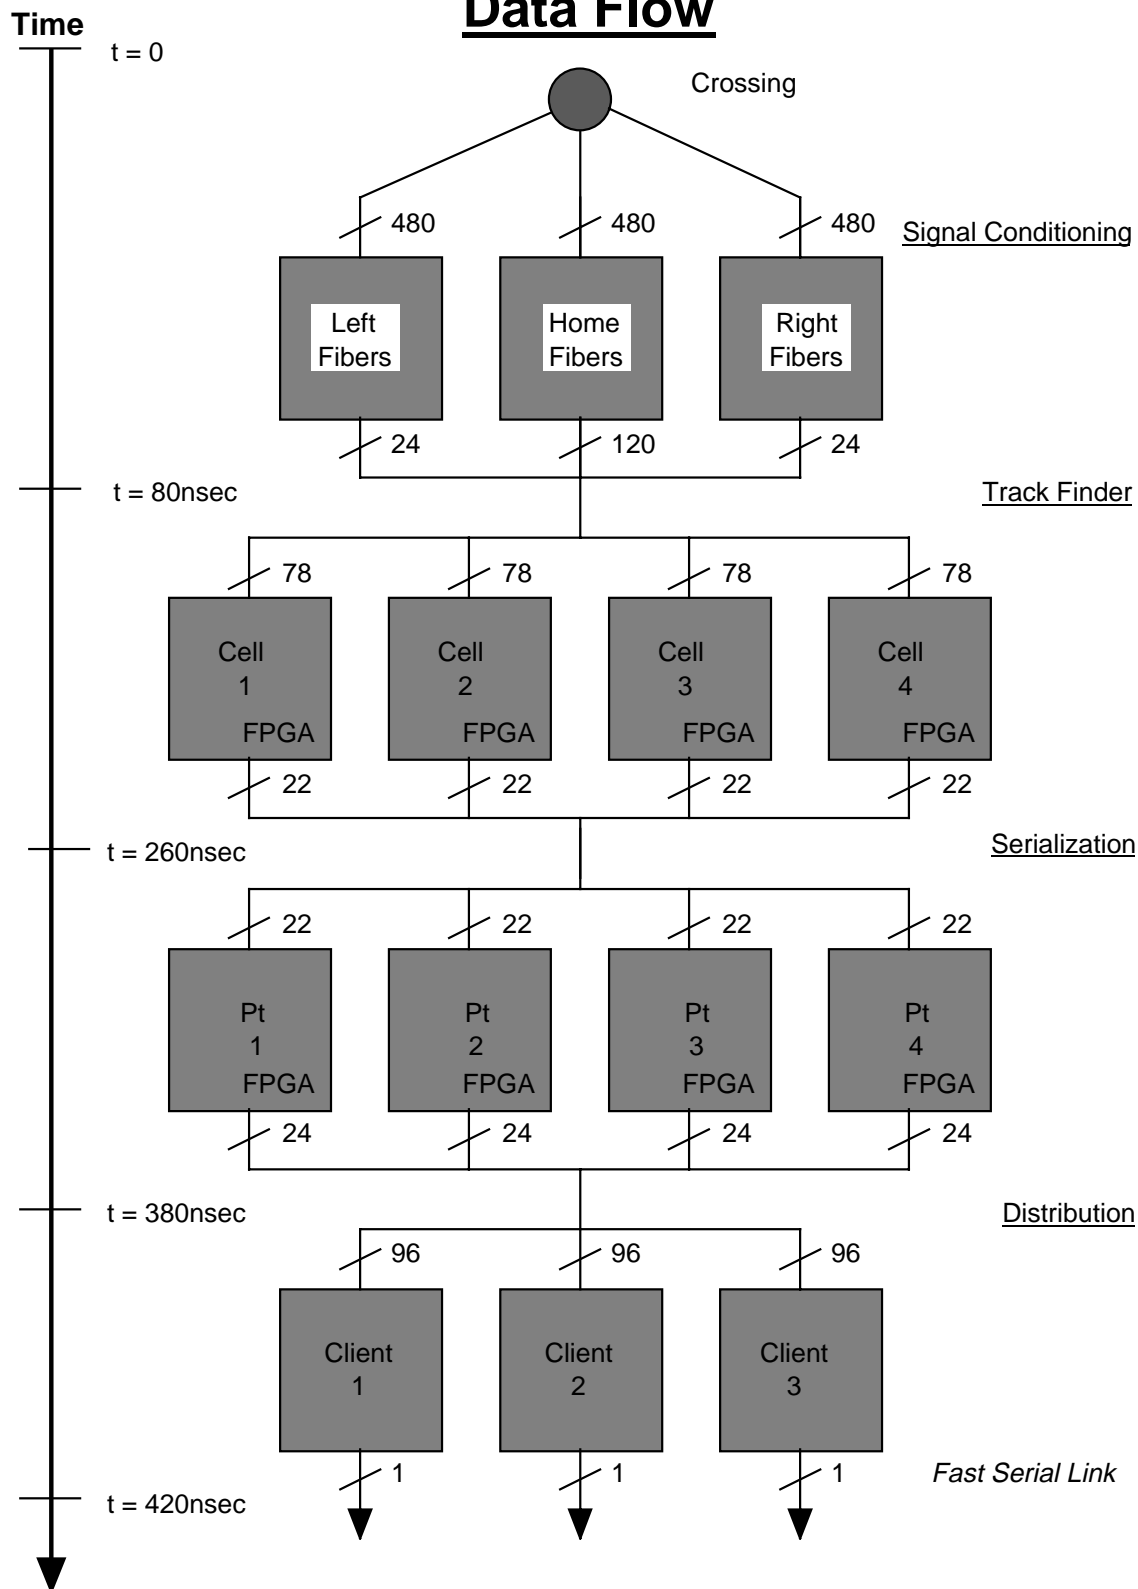 Data Flow
Time
t = 0
Crossing
480 480 480
Signal Conditioning
Left Home Right
Fibers Fibers Fibers
24 120 24
t = 80nsec
Track Finder
78 78 78 78
Cell Cell Cell Cell
1 2 3 4
FPGA FPGA FPGA FPGA
22 22 22 22
t = 260nsec
Serialization
22 22 22 22
Pt Pt Pt Pt
1 2 3 4
FPGA FPGA FPGA FPGA
24 24 24 24
t = 380nsec
Distribution
96 96 96
Client Client Client
1 2 3
1 1 1
Fast Serial Link
t = 420nsec